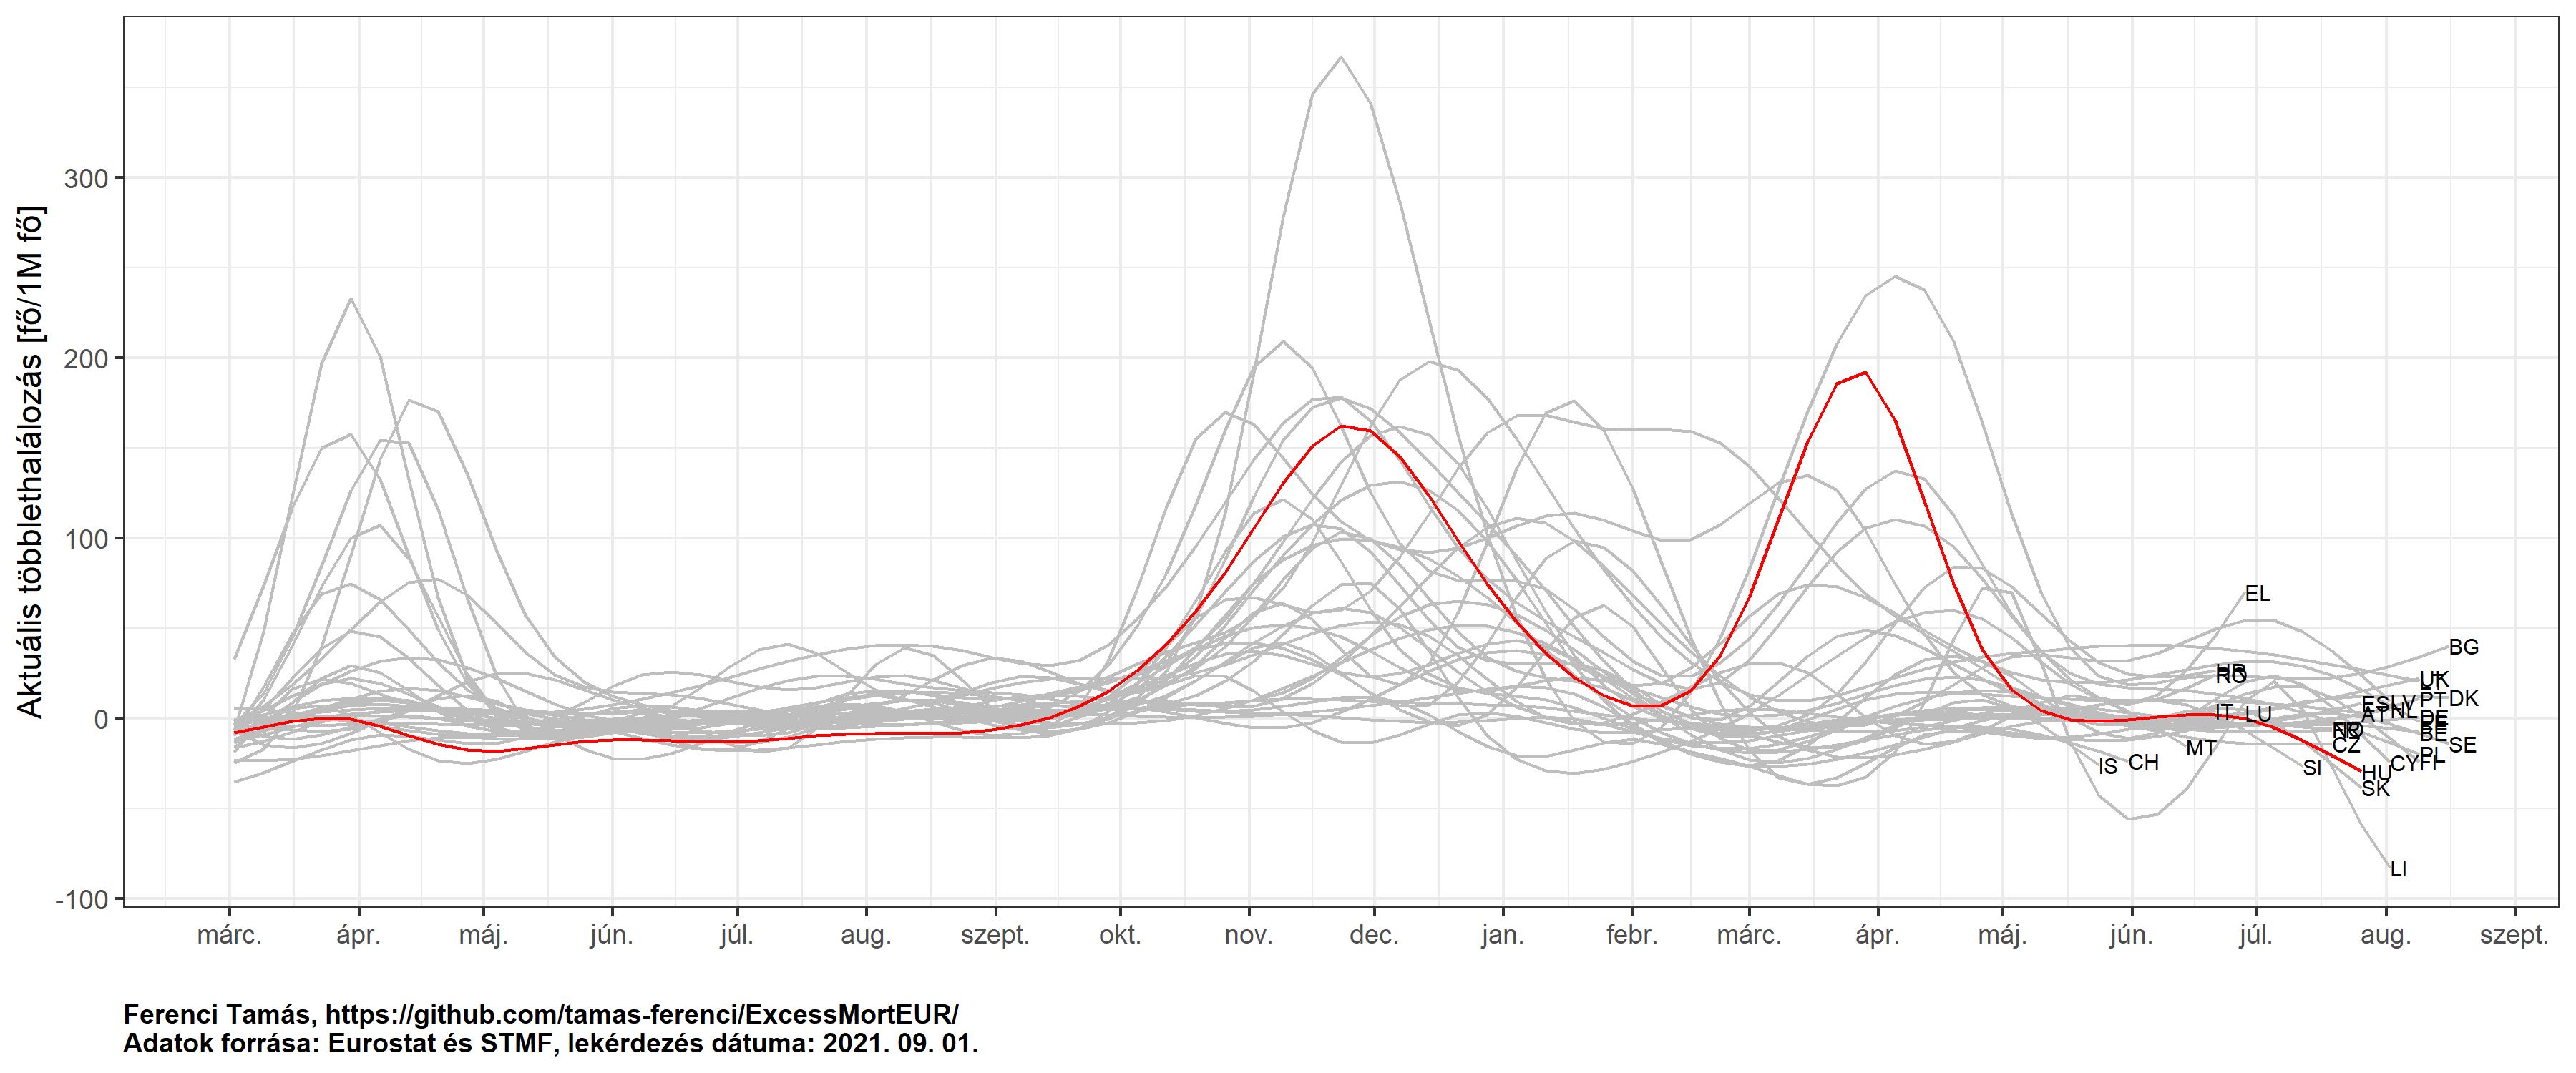 Aktuális többlethalálozás [fő/1M fő]
300
200
100
0
-100
EL
BG
HR
RO
UK
ES
LV
PT
DK
IT
LU
AT
NL
DE
EE
BE
NO
CZ
MT
SE
IS
CH
SI
CY
FI
PL
HU
SK
LI
márc. ápr. máj. jún. júl. aug. szept. okt. nov. dec. jan. febr. márc. ápr. máj. jún. júl. aug. szept.
Ferenci Tamás, https://github.com/tamas-ferenci/ExcessMortEUR/
Adatok forrása: Eurostat és STMF, lekérdezés dátuma: 2021. 09. 01.